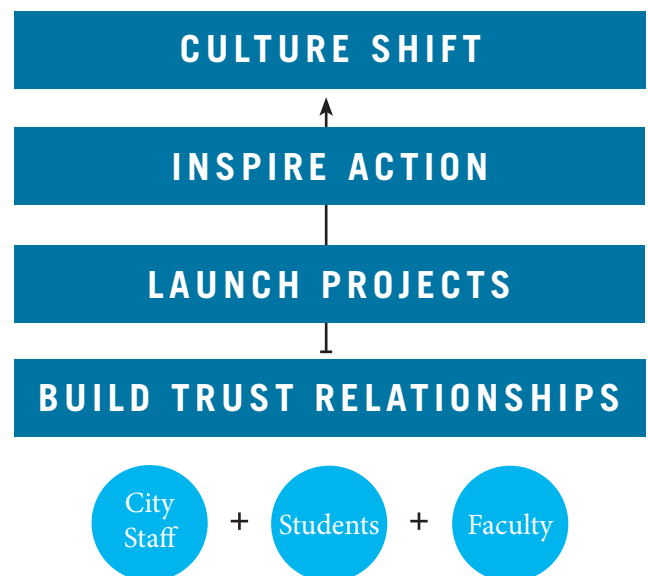 CULTURE SHIFT
INSPIRE ACTION
LAUNCH PROJECTS
BUILD TRUST RELATIONSHIPS
City
Staff
+ Students + Faculty